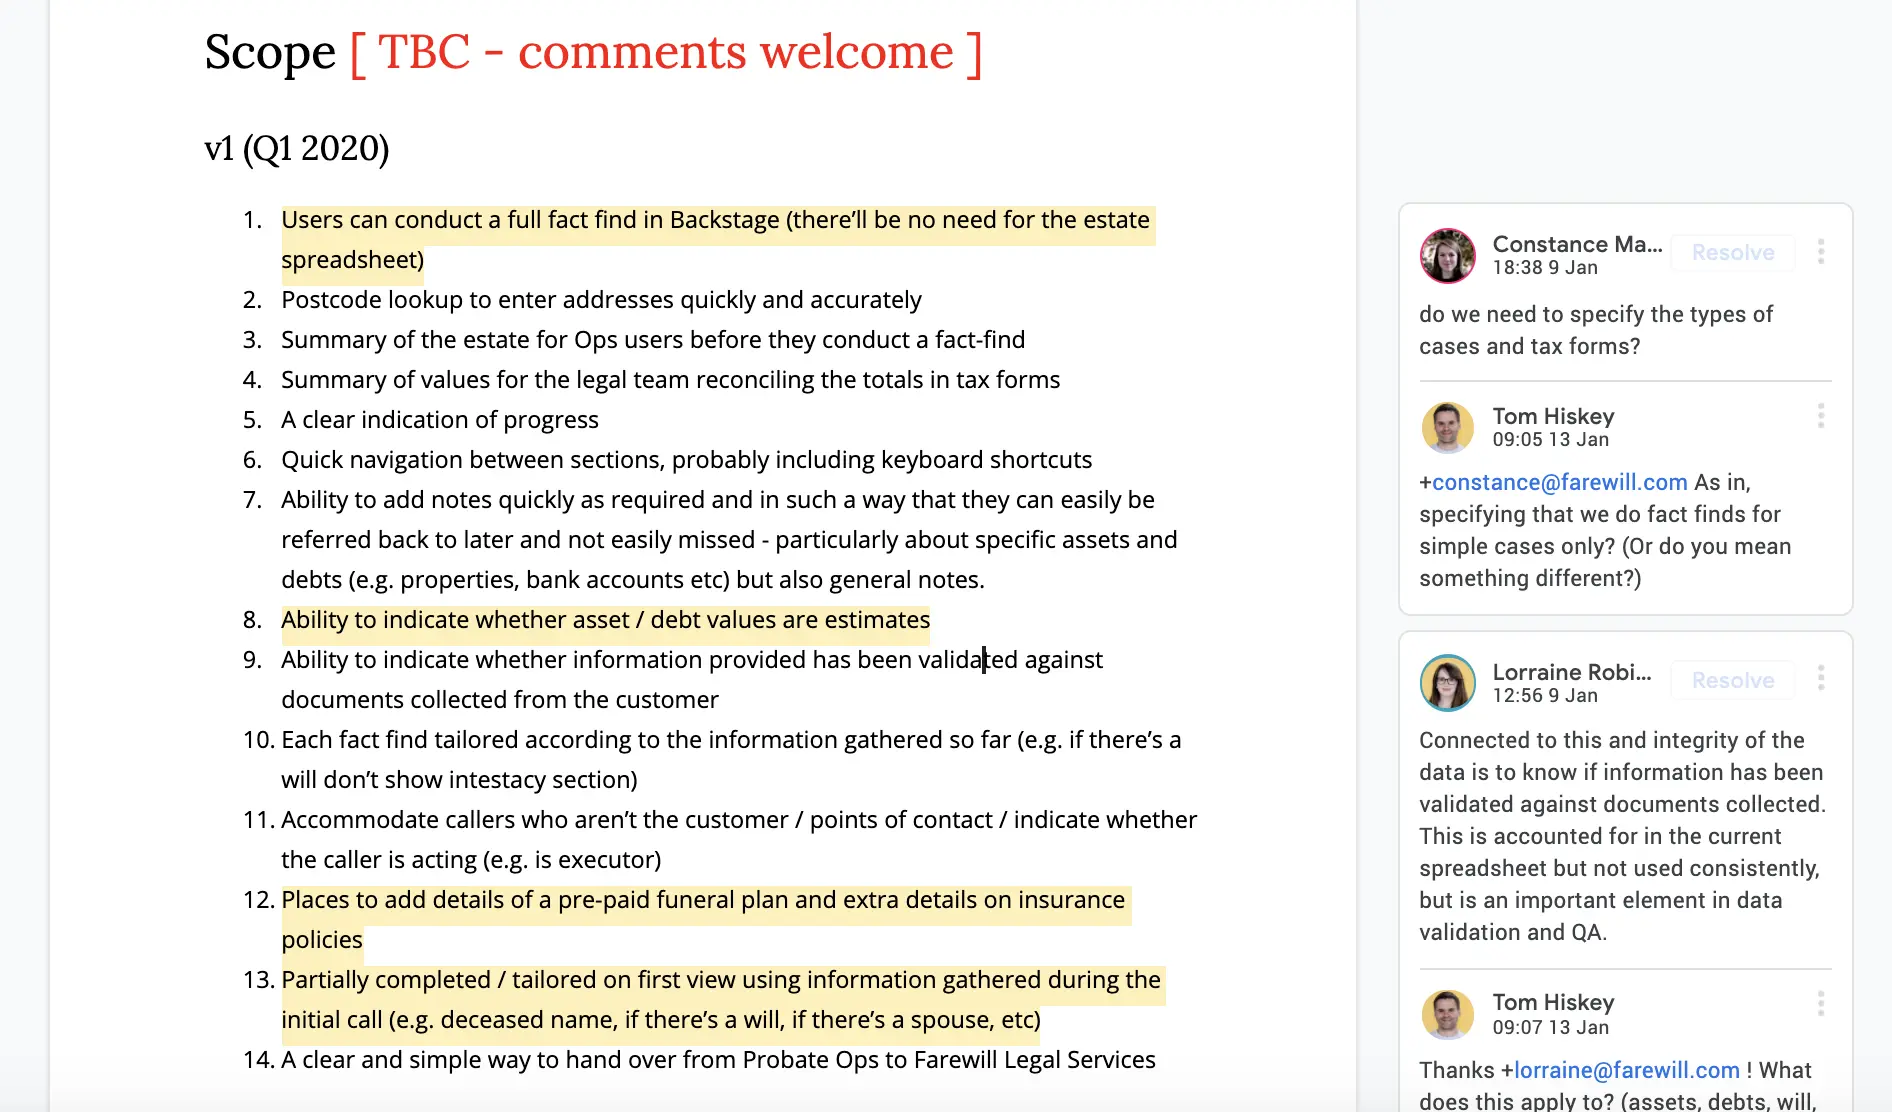 Scope [ TBC - comments welcome ]
v1 (Q1 2020)
1. Users can conduct a full fact find in Backstage (there’ll be no need for the estate
spreadsheet)
2. Postcode lookup to enter addresses quickly and accurately
3. Summary of the estate for Ops users before they conduct a fact-find
4. Summary of values for the legal team reconciling the totals in tax forms
5. A clear indication of progress
6. Quick navigation between sections, probably including keyboard shortcuts
7. Ability to add notes quickly as required and in such a way that they can easily be
referred back to later and not easily missed - particularly about specific assets and
debts (e.g. properties, bank accounts etc) but also general notes.
8. Ability to indicate whether asset / debt values are estimates
9. Ability to indicate whether information provided has been validated against
documents collected from the customer
10. Each fact find tailored according to the information gathered so far (e.g. if there’s a
will don’t show intestacy section)
11. Accommodate callers who aren’t the customer / points of contact / indicate whether
the caller is acting (e.g. is executor)
12. Places to add details of a pre-paid funeral plan and extra details on insurance
policies
13. Partially completed / tailored on first view using information gathered during the
initial call (e.g. deceased name, if there’s a will, if there’s a spouse, etc)
14. A clear and simple way to hand over from Probate Ops to Farewill Legal Services
Constance Ma... Resolve
18:38 9 Jan
do we need to specify the types of
cases and tax forms?
Tom Hiskey
09:05 13 Jan
+constance@farewill.com As in,
specifying that we do fact finds for
simple cases only? (Or do you mean
something different?)
Lorraine Robi... Resolve
12:56 9 Jan
Connected to this and integrity of the
data is to know if information has been
validated against documents collected.
This is accounted for in the current
spreadsheet but not used consistently,
but is an important element in data
validation and QA.
Tom Hiskey
09:07 13 Jan
Thanks +lorraine@farewill.com ! What
does this apply to? (assets, debts, will,